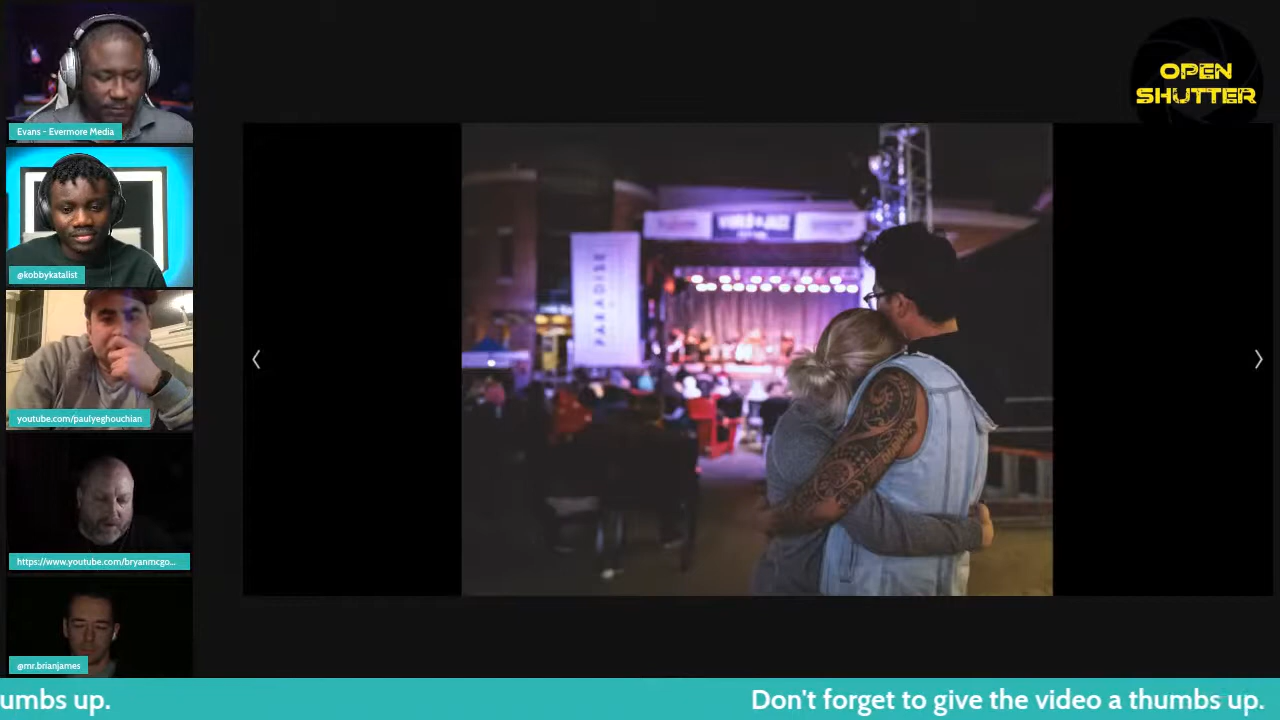 Evans - Evermore Media
@kobbykatalist
youtube.com/paulyeghouchian
https://www.youtube.com/bryanmcgo...
@mr.brianjames
OPEN
SHUTTER
PARADISE
umbs up.
Don't forget to give the video a thumbs up.